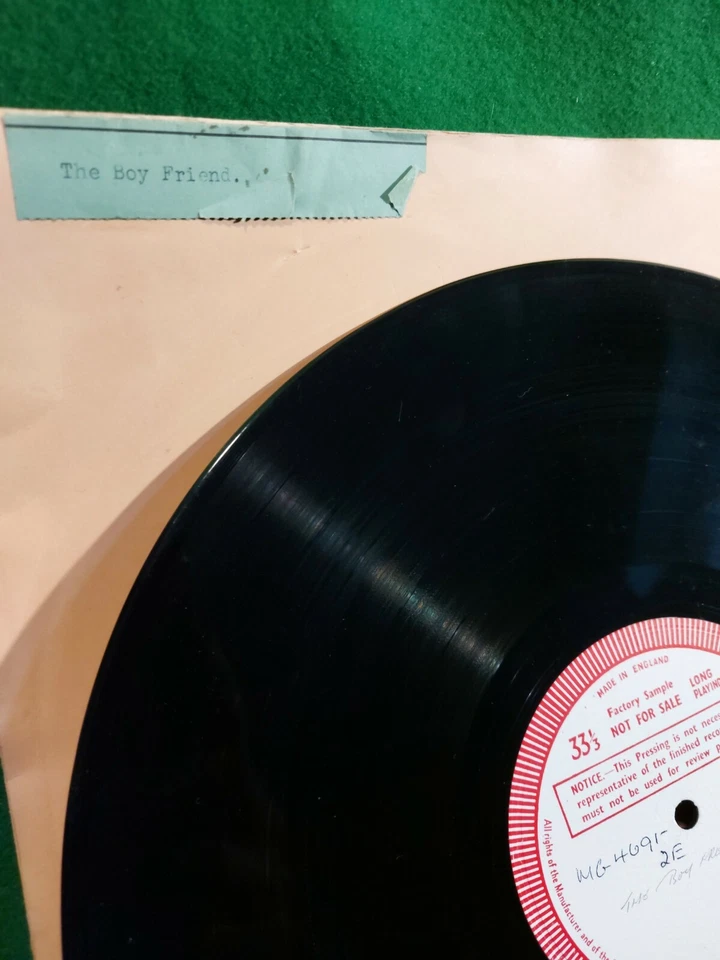 The Boy Friend.
MADE IN ENGLAND
Factory Sample LONG
33⅓ NOT FOR SALE PLAYING
NOTICE.—This Pressing is not
representative of the finished
must not be used for review
MG-4691-
2E
THE BOY
All rights of the Manufacturer and of the